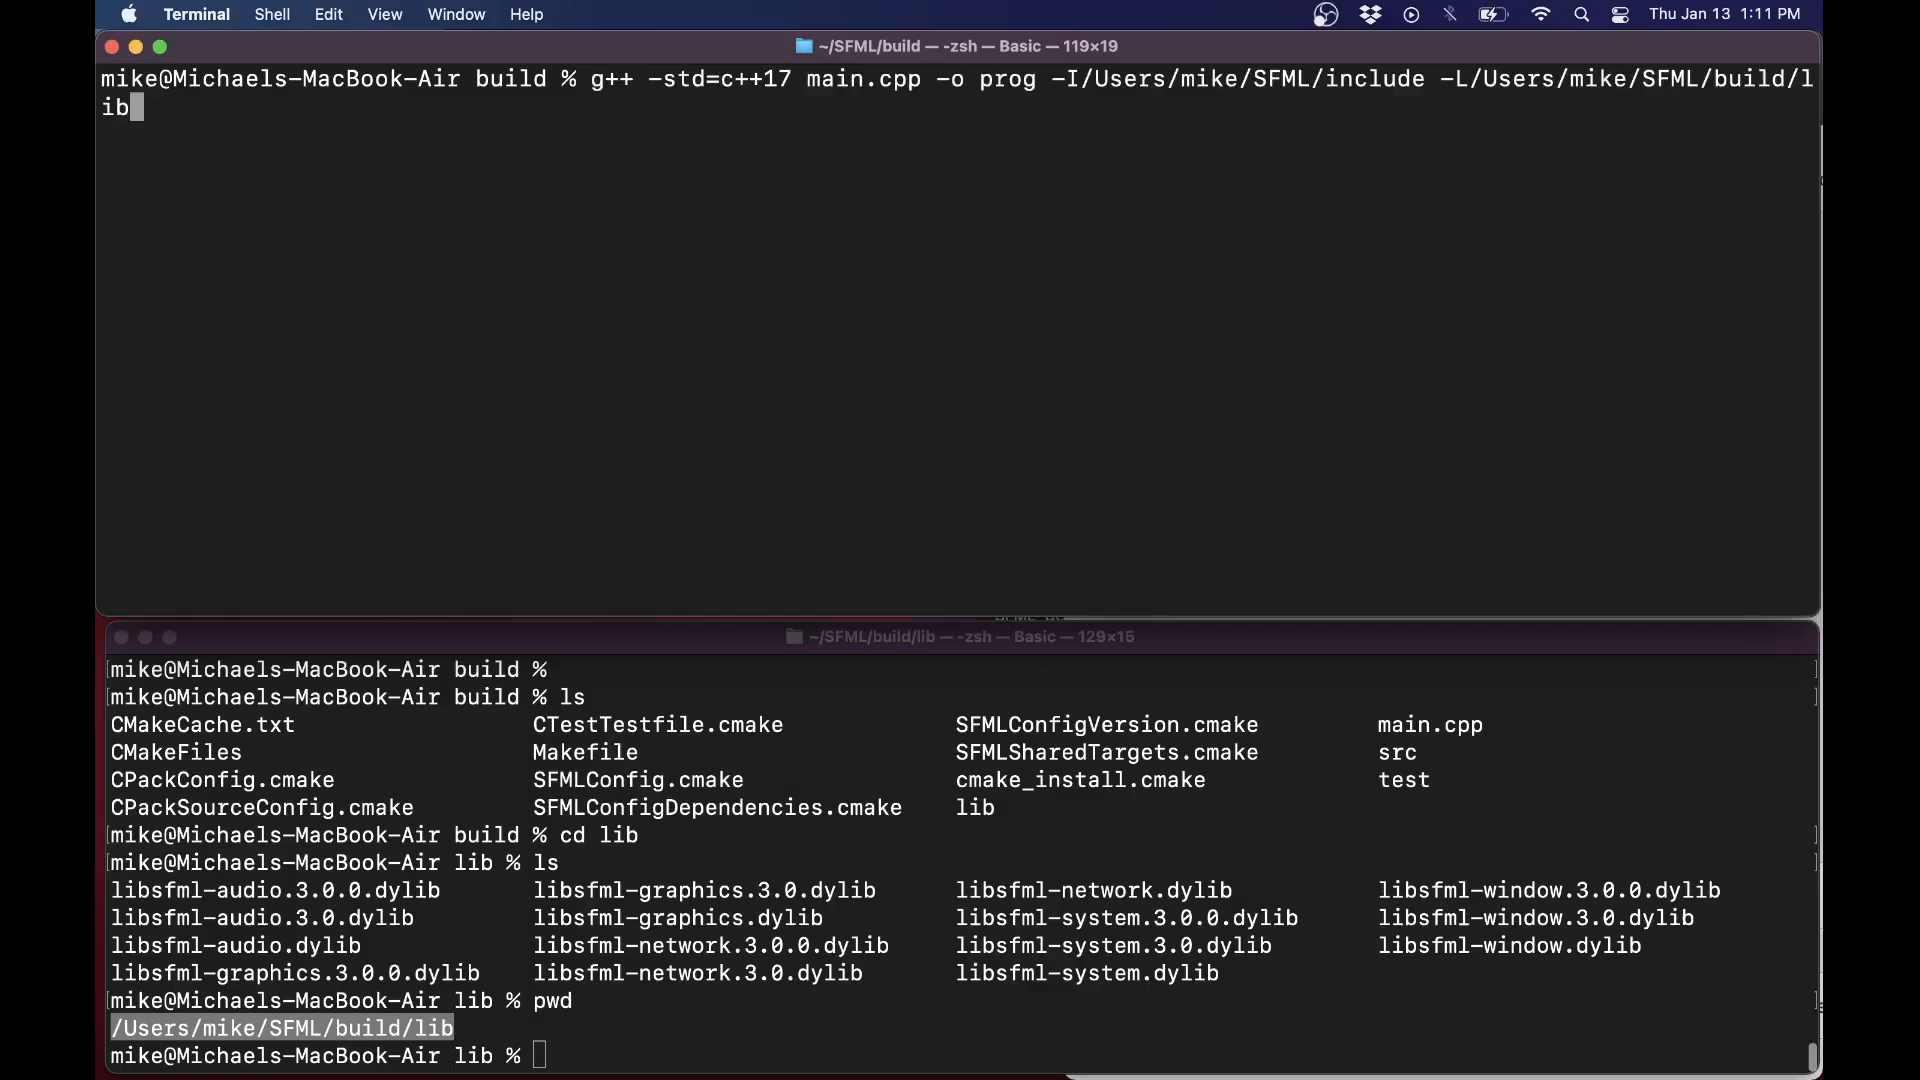 Terminal Shell Edit View Window Help Thu Jan 13 1:11 PM
~/SFML/build — -zsh — Basic — 119×19
mike@Michaels-MacBook-Air build % g++ -std=c++17 main.cpp -o prog -I/Users/mike/SFML/include -L/Users/mike/SFML/build/l
ib
~/SFML/build/lib — -zsh — Basic — 129×15
[mike@Michaels-MacBook-Air build % ]
[mike@Michaels-MacBook-Air build % ls ]
CMakeCache.txt CTestTestfile.cmake SFMLConfigVersion.cmake main.cpp
CMakeFiles Makefile SFMLSharedTargets.cmake src
CPackConfig.cmake SFMLConfig.cmake cmake_install.cmake test
CPackSourceConfig.cmake SFMLConfigDependencies.cmake lib
[mike@Michaels-MacBook-Air build % cd lib ]
[mike@Michaels-MacBook-Air lib % ls ]
libsfml-audio.3.0.0.dylib libsfml-graphics.3.0.dylib libsfml-network.dylib libsfml-window.3.0.0.dylib
libsfml-audio.3.0.dylib libsfml-graphics.dylib libsfml-system.3.0.0.dylib libsfml-window.3.0.dylib
libsfml-audio.dylib libsfml-network.3.0.0.dylib libsfml-system.3.0.dylib libsfml-window.dylib
libsfml-graphics.3.0.0.dylib libsfml-network.3.0.dylib libsfml-system.dylib
[mike@Michaels-MacBook-Air lib % pwd ]
/Users/mike/SFML/build/lib
mike@Michaels-MacBook-Air lib %